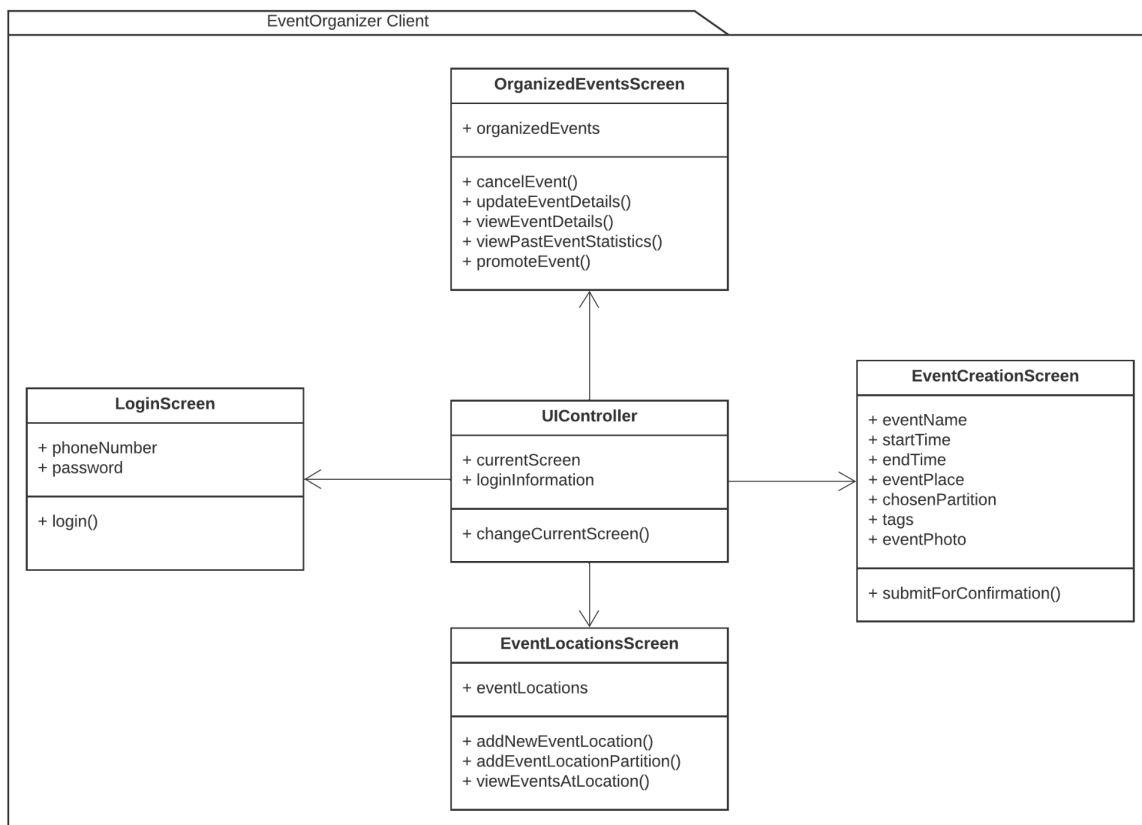 EventOrganizer Client
OrganizedEventsScreen
+ organizedEvents
+ cancelEvent()
+ updateEventDetails()
+ viewEventDetails()
+ viewPastEventStatistics()
+ promoteEvent()
LoginScreen
+ phoneNumber
+ password
+ login()
UIController
+ currentScreen
+ loginInformation
+ changeCurrentScreen()
EventCreationScreen
+ eventName
+ startTime
+ endTime
+ eventPlace
+ chosenPartition
+ tags
+ eventPhoto
+ submitForConfirmation()
EventLocationsScreen
+ eventLocations
+ addNewEventLocation()
+ addEventLocationPartition()
+ viewEventsAtLocation()